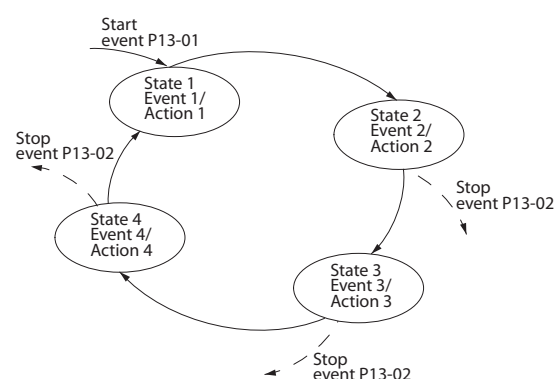 Start
event P13-01
State 1
Event 1/
Action 1
State 2
Event 2/
Action 2
Stop
event P13-02
Stop
event P13-02
State 4
Event 4/
Action 4
State 3
Event 3/
Action 3
Stop
event P13-02